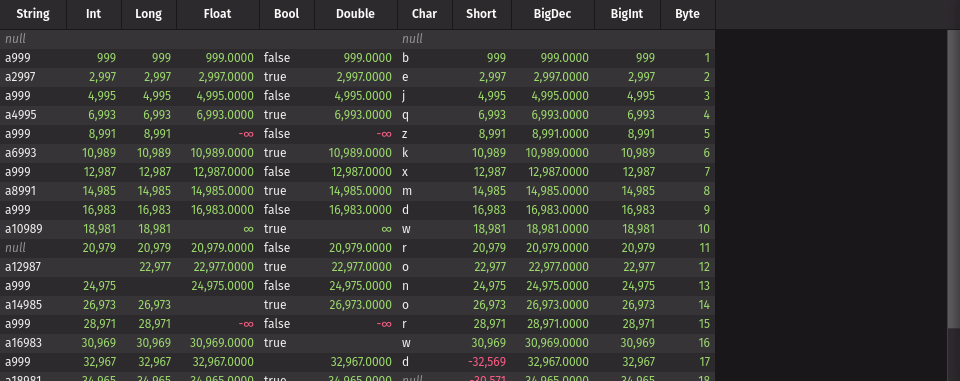 String Int Long Float Bool Double Char Short BigDec BigInt Byte
null null
a999 999 999 999.0000 false 999.0000 b 999 999.0000 999 1
a2997 2,997 2,997 2,997.0000 true 2,997.0000 e 2,997 2,997.0000 2,997 2
a999 4,995 4,995 4,995.0000 false 4,995.0000 j 4,995 4,995.0000 4,995 3
a4995 6,993 6,993 6,993.0000 true 6,993.0000 q 6,993 6,993.0000 6,993 4
a999 8,991 8,991 -∞ false -∞ z 8,991 8,991.0000 8,991 5
a6993 10,989 10,989 10,989.0000 true 10,989.0000 k 10,989 10,989.0000 10,989 6
a999 12,987 12,987 12,987.0000 false 12,987.0000 x 12,987 12,987.0000 12,987 7
a8991 14,985 14,985 14,985.0000 true 14,985.0000 m 14,985 14,985.0000 14,985 8
a999 16,983 16,983 16,983.0000 false 16,983.0000 d 16,983 16,983.0000 16,983 9
a10989 18,981 18,981 ∞ true ∞ w 18,981 18,981.0000 18,981 10
null 20,979 20,979 20,979.0000 false 20,979.0000 r 20,979 20,979.0000 20,979 11
a12987 22,977 22,977.0000 true 22,977.0000 o 22,977 22,977.0000 22,977 12
a999 24,975 24,975.0000 false 24,975.0000 n 24,975 24,975.0000 24,975 13
a14985 26,973 26,973 true 26,973.0000 o 26,973 26,973.0000 26,973 14
a999 28,971 28,971 -∞ false -∞ r 28,971 28,971.0000 28,971 15
a16983 30,969 30,969 30,969.0000 true w 30,969 30,969.0000 30,969 16
a999 32,967 32,967 32,967.0000 32,967.0000 d -32,569 32,967.0000 32,967 17
a18981 34,965 34,965 34,965.0000 true 34,965.0000 null -30,571 34,965.0000 34,965 18